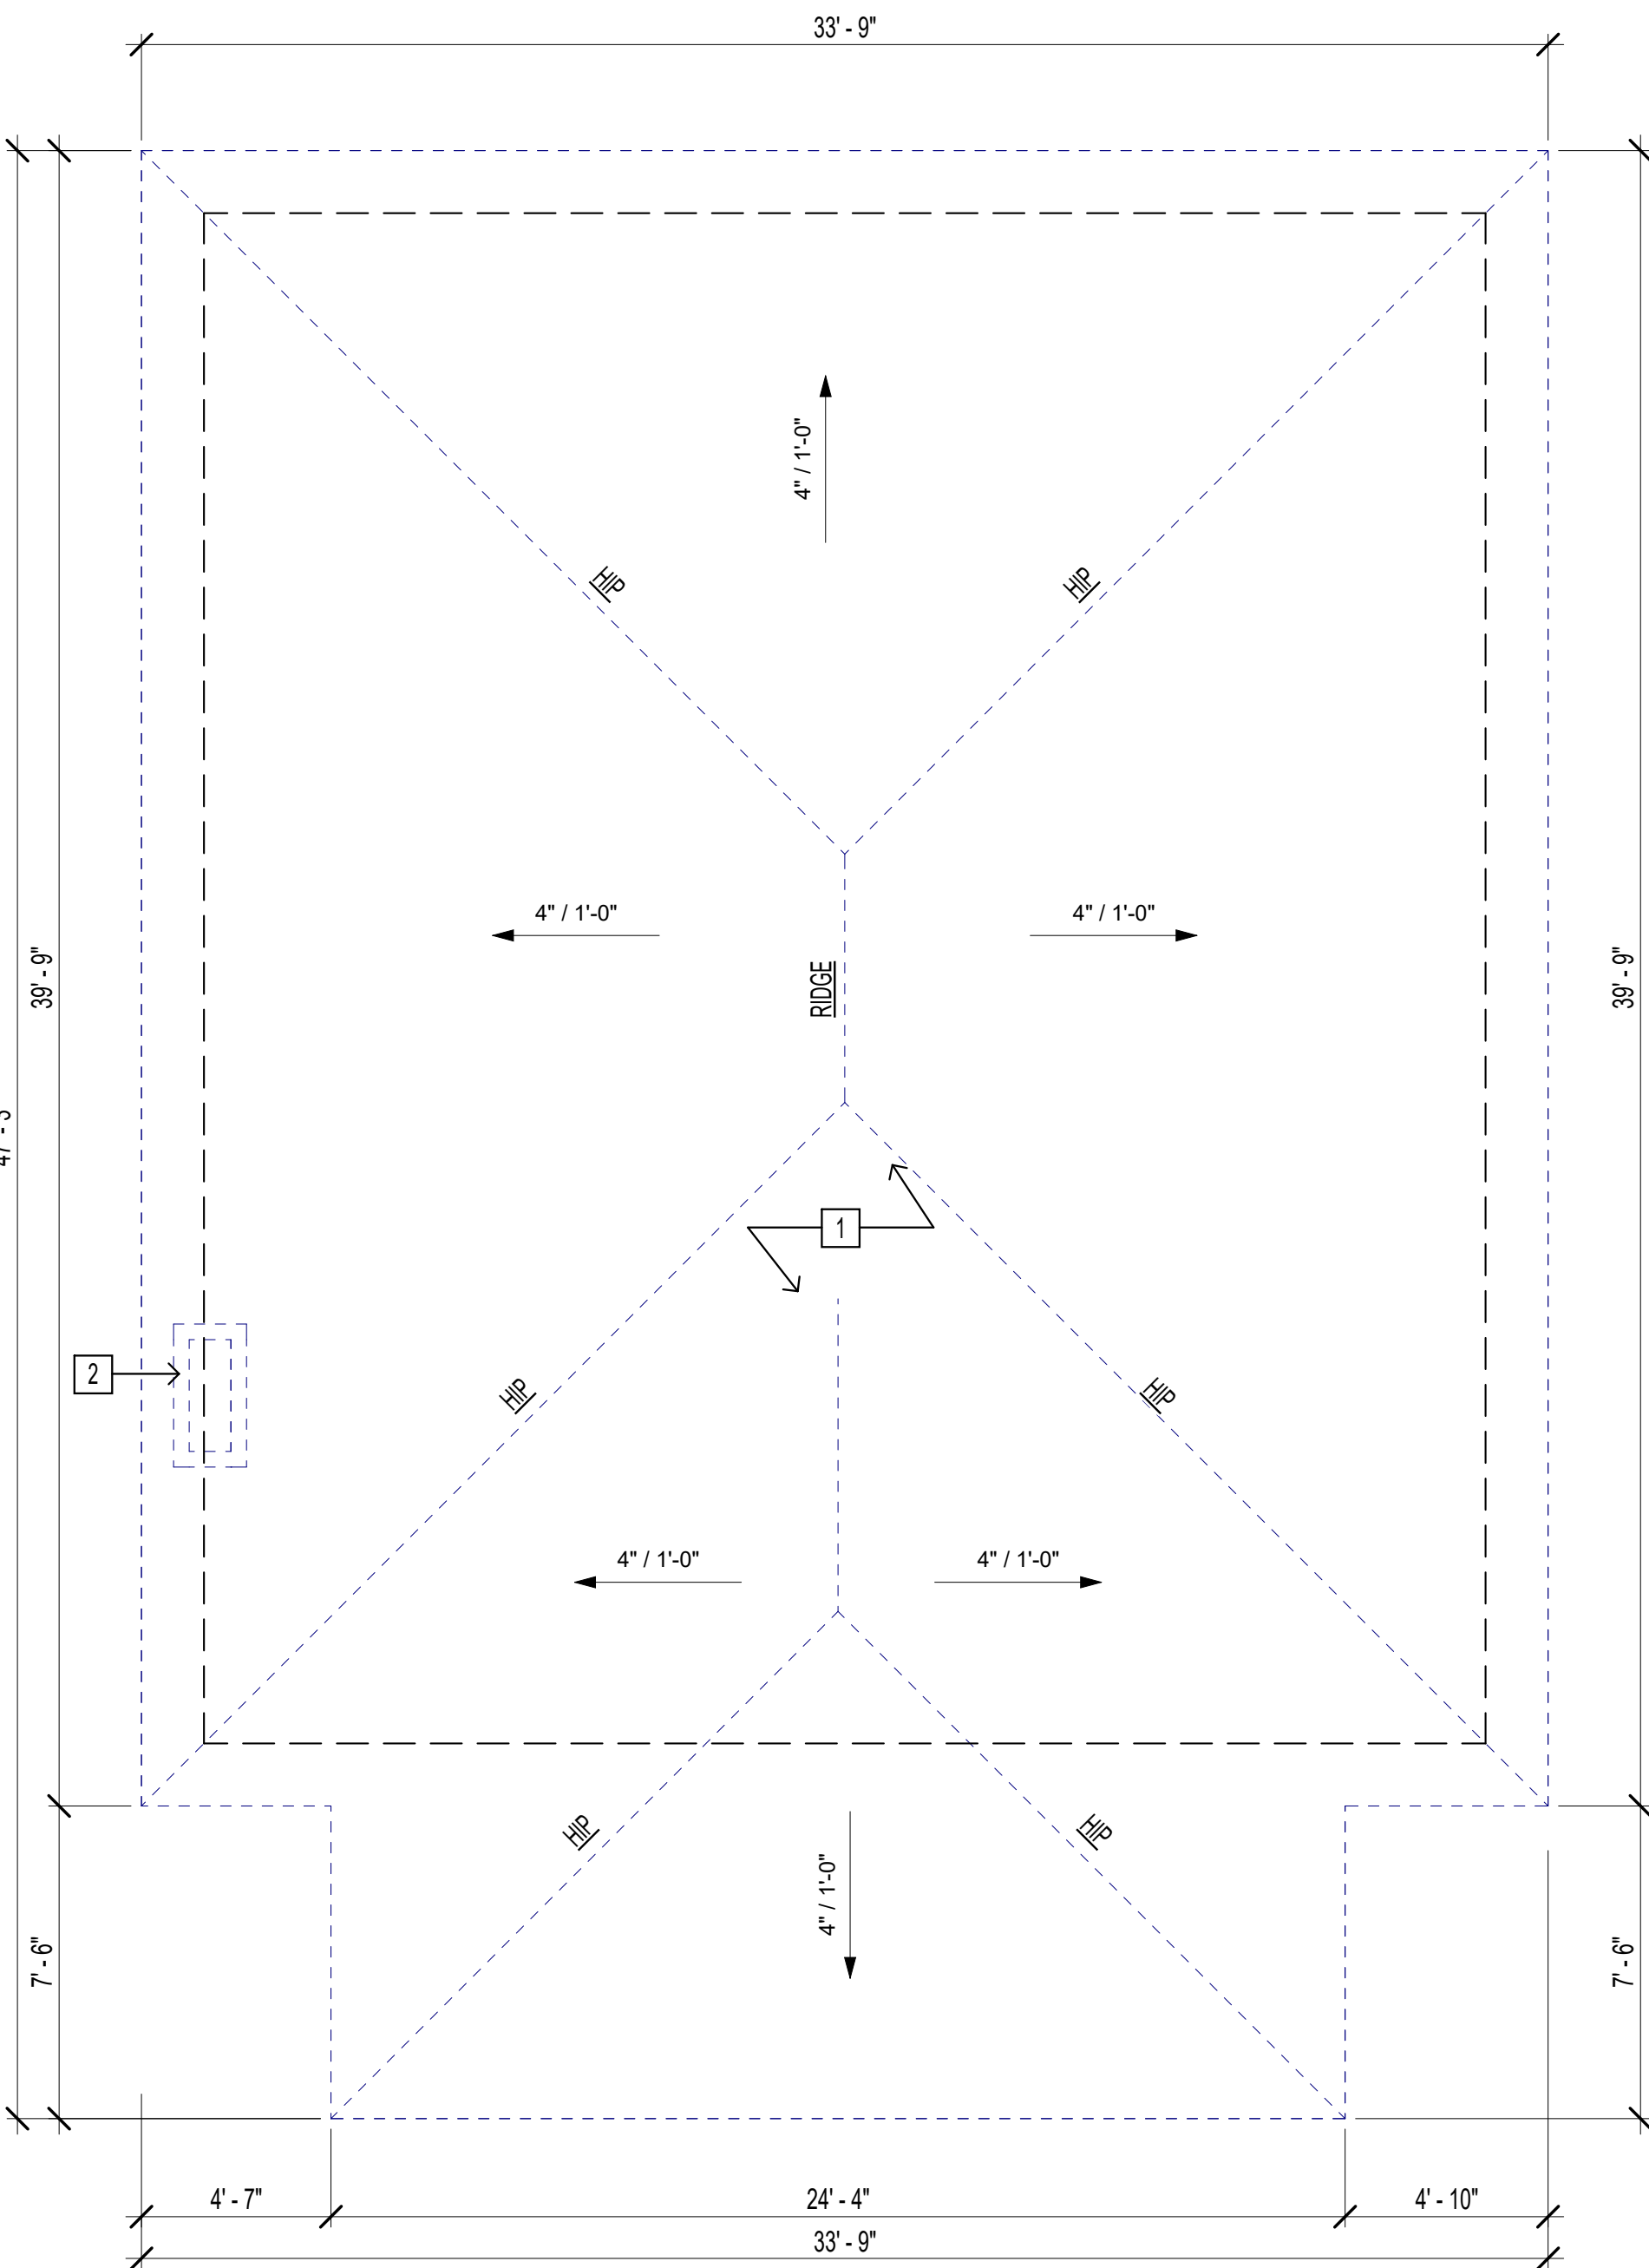 33' - 9"
4" / 1'-0"
HIP
HIP
4" / 1'-0"
4" / 1'-0"
39' - 9"
39' - 9"
RIDGE
1
2
HIP
HIP
4" / 1'-0"
4" / 1'-0"
HIP
HIP
4" / 1'-0"
7' - 6"
7' - 6"
4' - 7"
24' - 4"
4' - 10"
33' - 9"